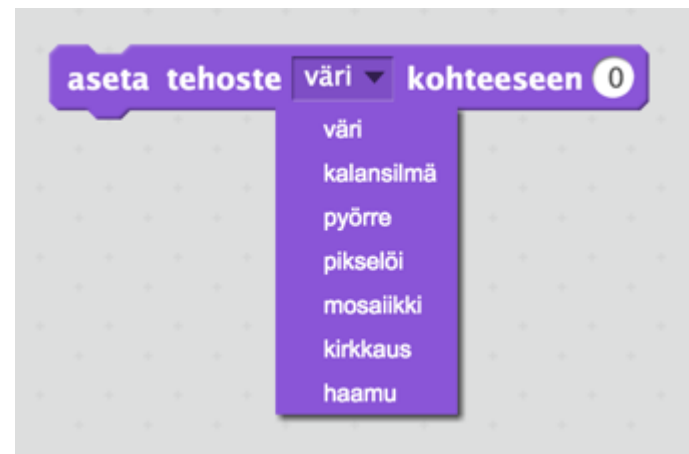 aseta tehoste väri kohteeseen 0
väri
kalansilmä
pyörre
pikselöi
mosaiikki
kirkkaus
haamu